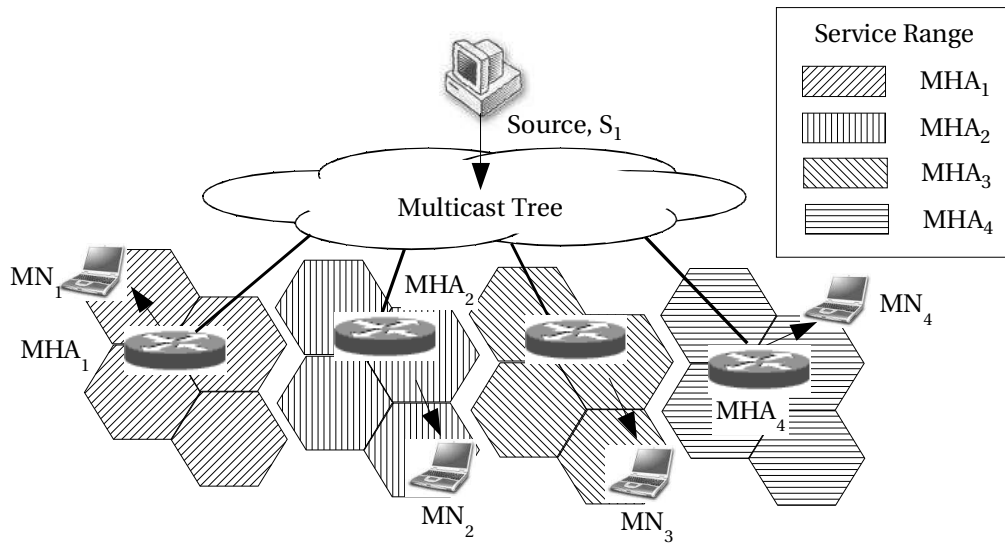 Service Range
MHA₁
MHA₂
MHA₃
MHA₄
Source, S₁
Multicast Tree
MN₁
MHA₁
MHA₂
MN₄
MHA₄
MN₂
MN₃